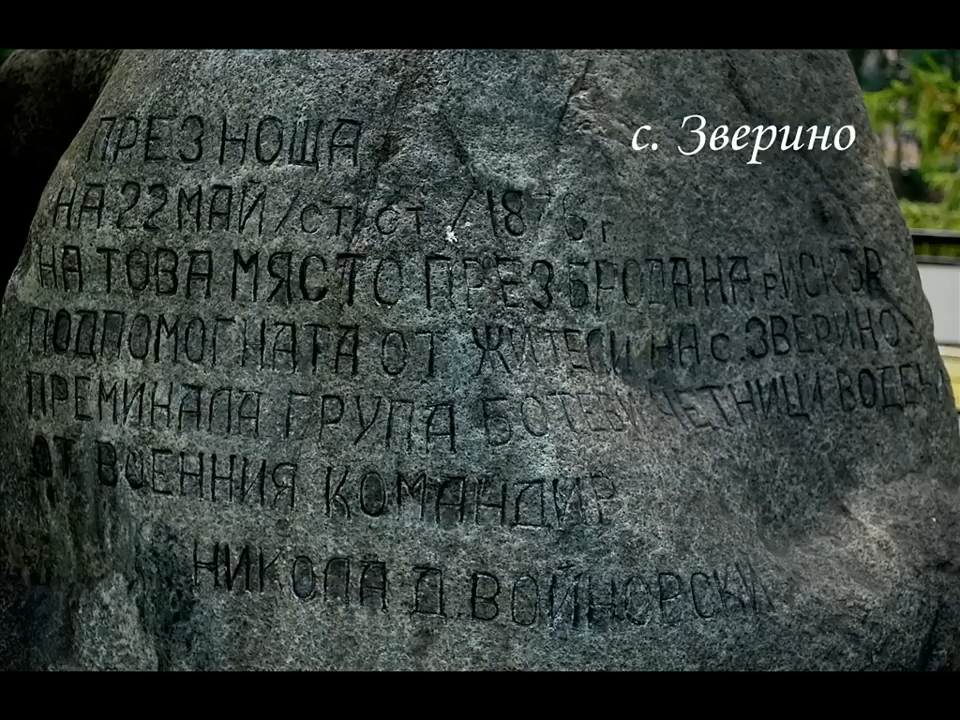 с. Зверино
ПРЕЗ НОЩА
НА 22 МАЙ /СТ. СТ./ 1876 Г
НА ТОВА МЯСТО ПРЕЗ БРОДА НА р. ИСКЪР
ПОДПОМОГНАТА ОТ ЖИТЕЛИ НА с. ЗВЕРИНО
ПРЕМИНАЛА ГРУПА БОТЕВИ ЧЕТНИЦИ ВОДЕНИ
ОТ ВОЕННИЯ КОМАНДИР
НИКОЛА Д. ВОЙНОВСКИ